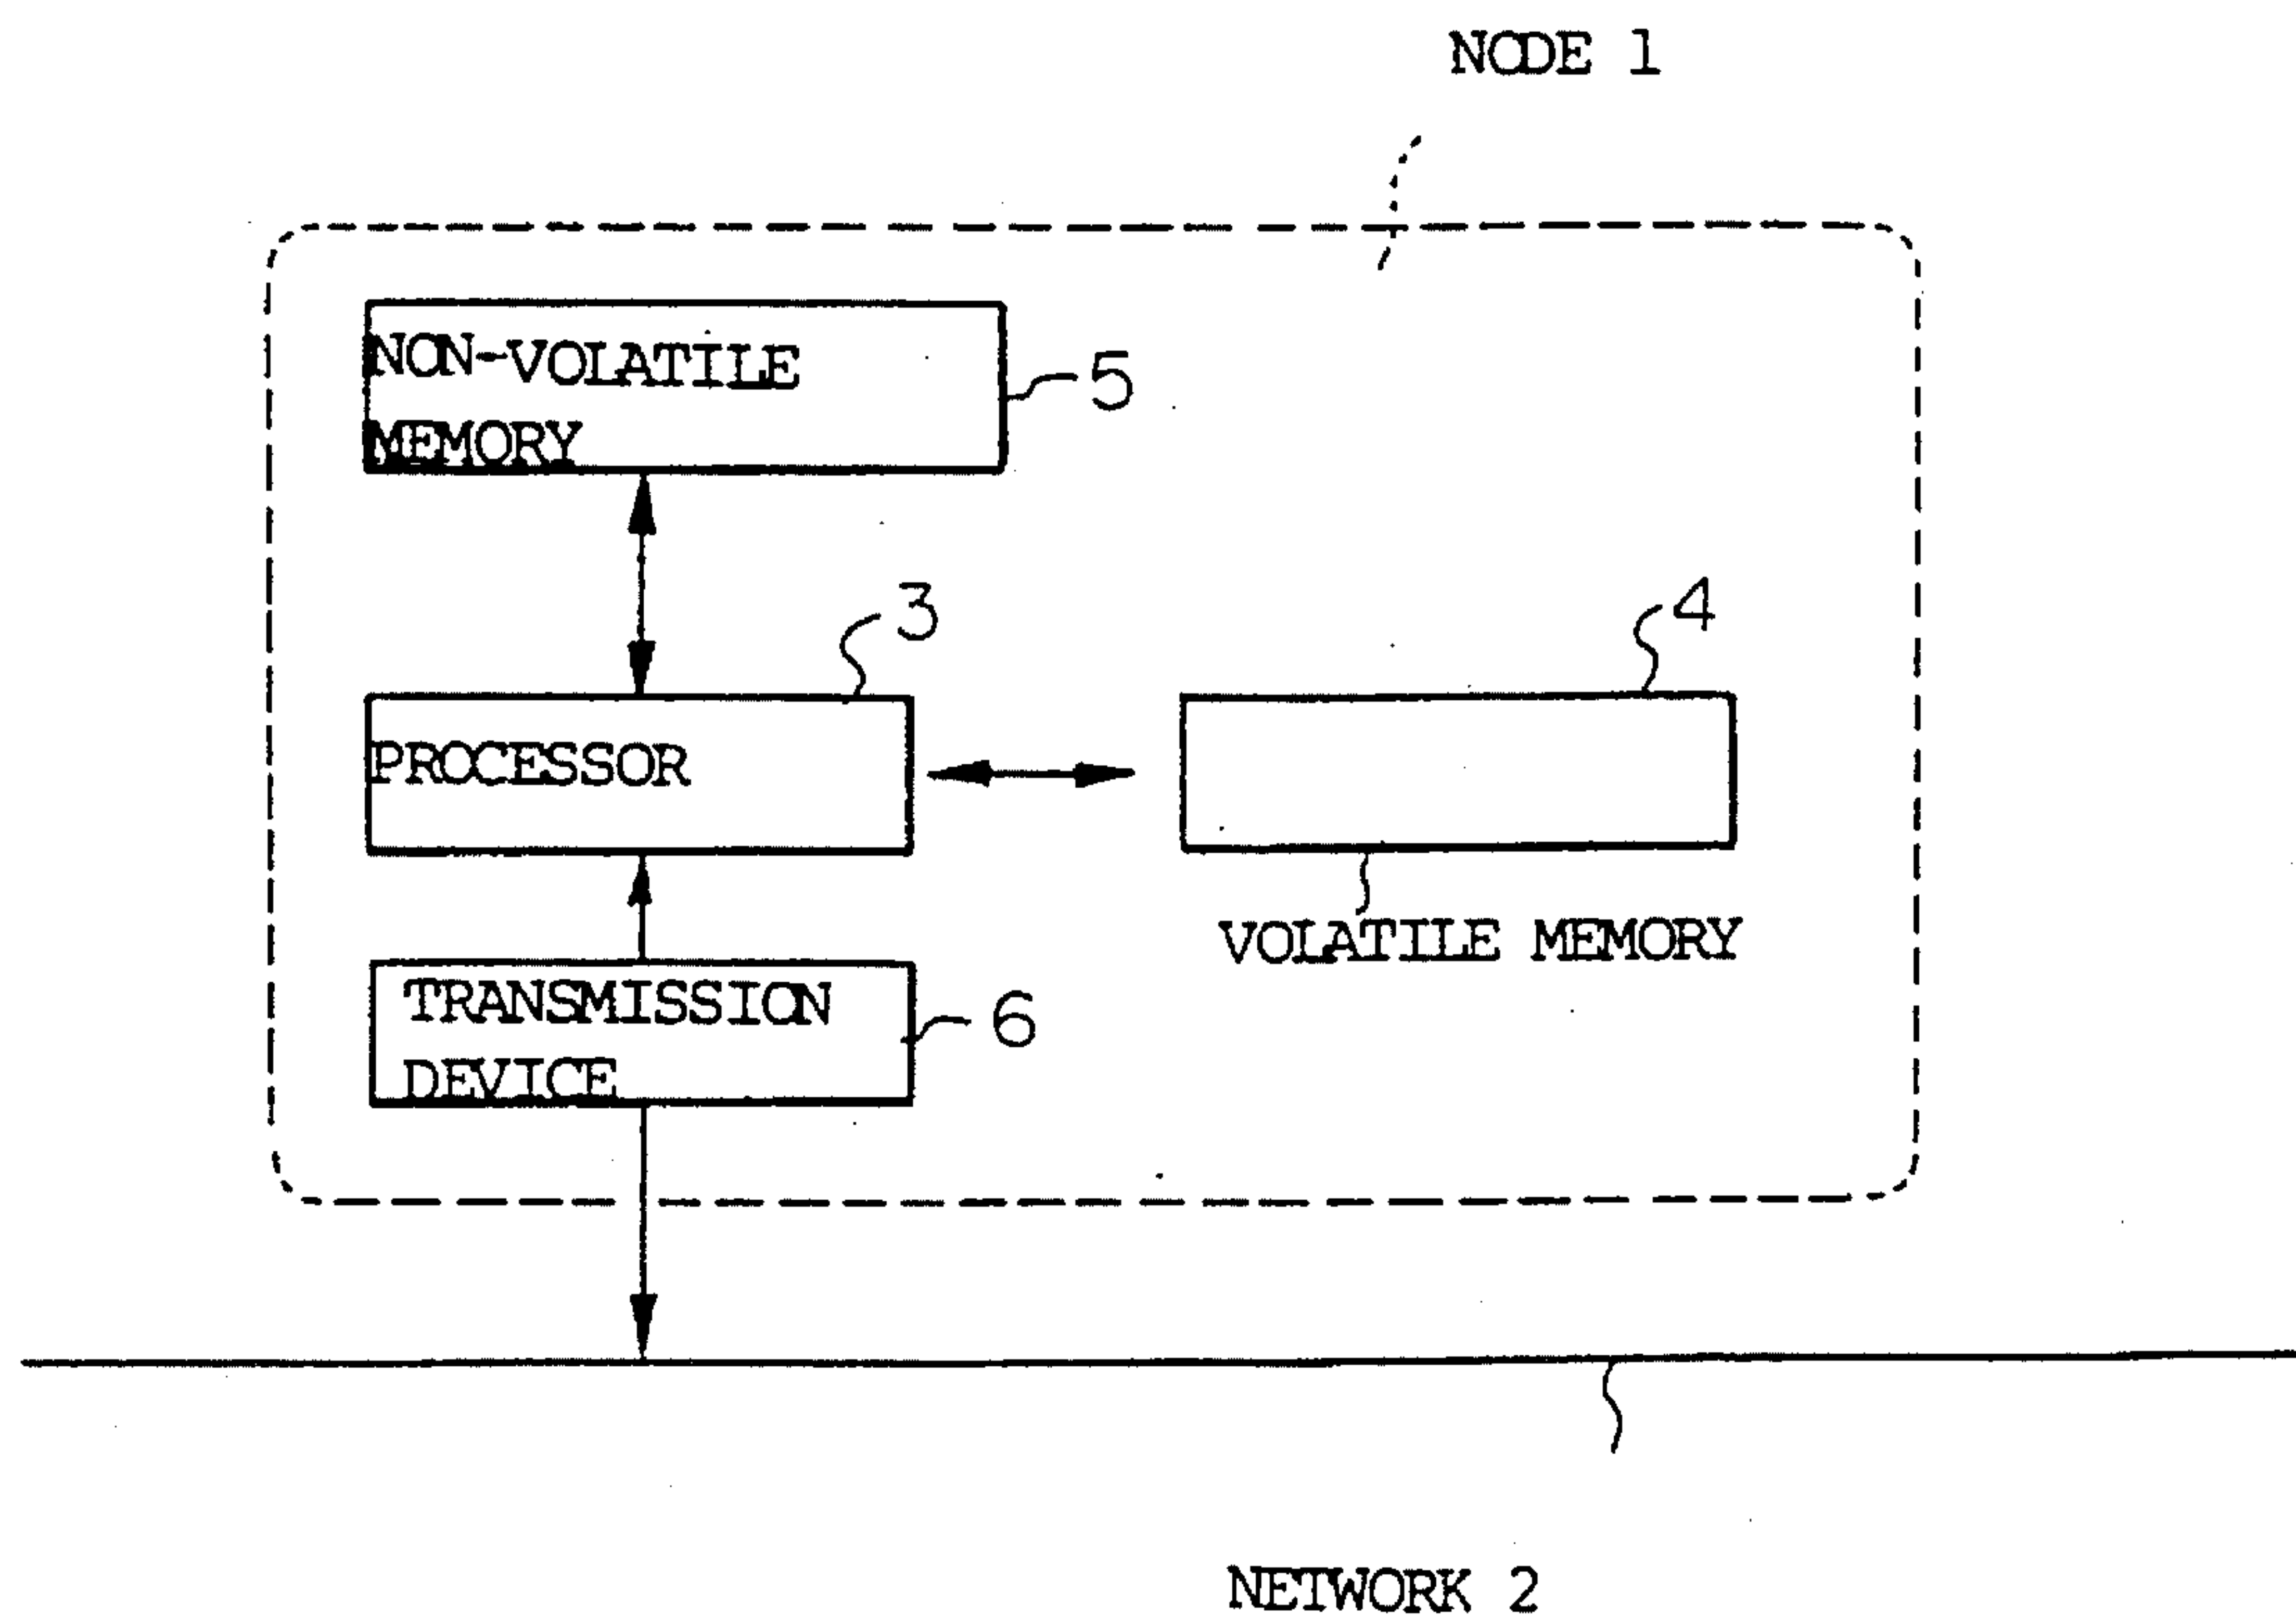 NODE 1
NON-VOLATILE
MEMORY
5
3
4
PROCESSOR
VOLATILE MEMORY
TRANSMISSION
DEVICE
6
NETWORK 2